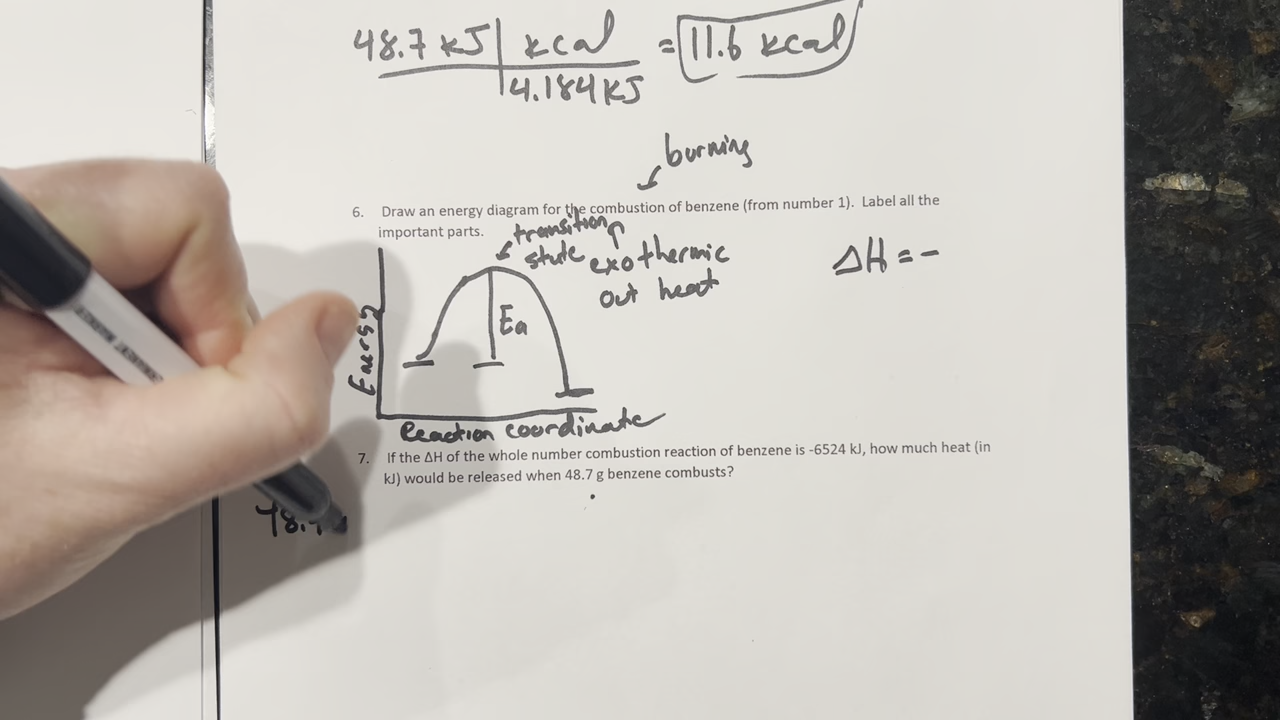 48.7 kJ | kcal = 11.6 kcal
4.184 kJ
burning
6. Draw an energy diagram for the combustion of benzene (from number 1). Label all the
important parts.
transition
state
exothermic
out heat
ΔH = -
Ea
Energy
Reaction coordinate
7. If the ΔH of the whole number combustion reaction of benzene is -6524 kJ, how much heat (in
kJ) would be released when 48.7 g benzene combusts?
48.7